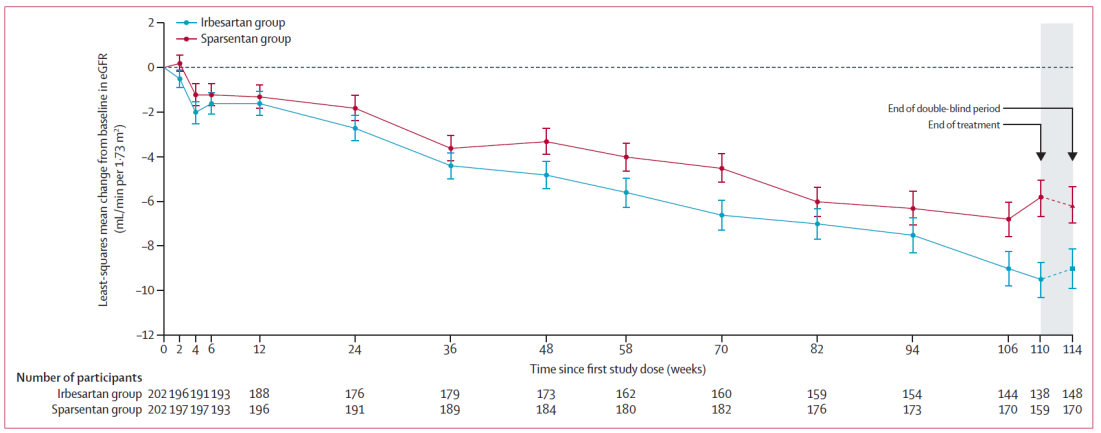 2
Irbesartan group
Sparsentan group
0
−2
−4
−6
−8
−10
−12
Least-squares mean change from baseline in eGFR
(mL/min per 1·73 m²)
End of double-blind period
End of treatment
0 2 4 6 12 24 36 48 58 70 82 94 106 110 114
Time since first study dose (weeks)
Number of participants
Irbesartan group 202 196 191 193 188 176 179 173 162 160 159 154 144 138 148
Sparsentan group 202 197 197 193 196 191 189 184 180 182 176 173 170 159 170